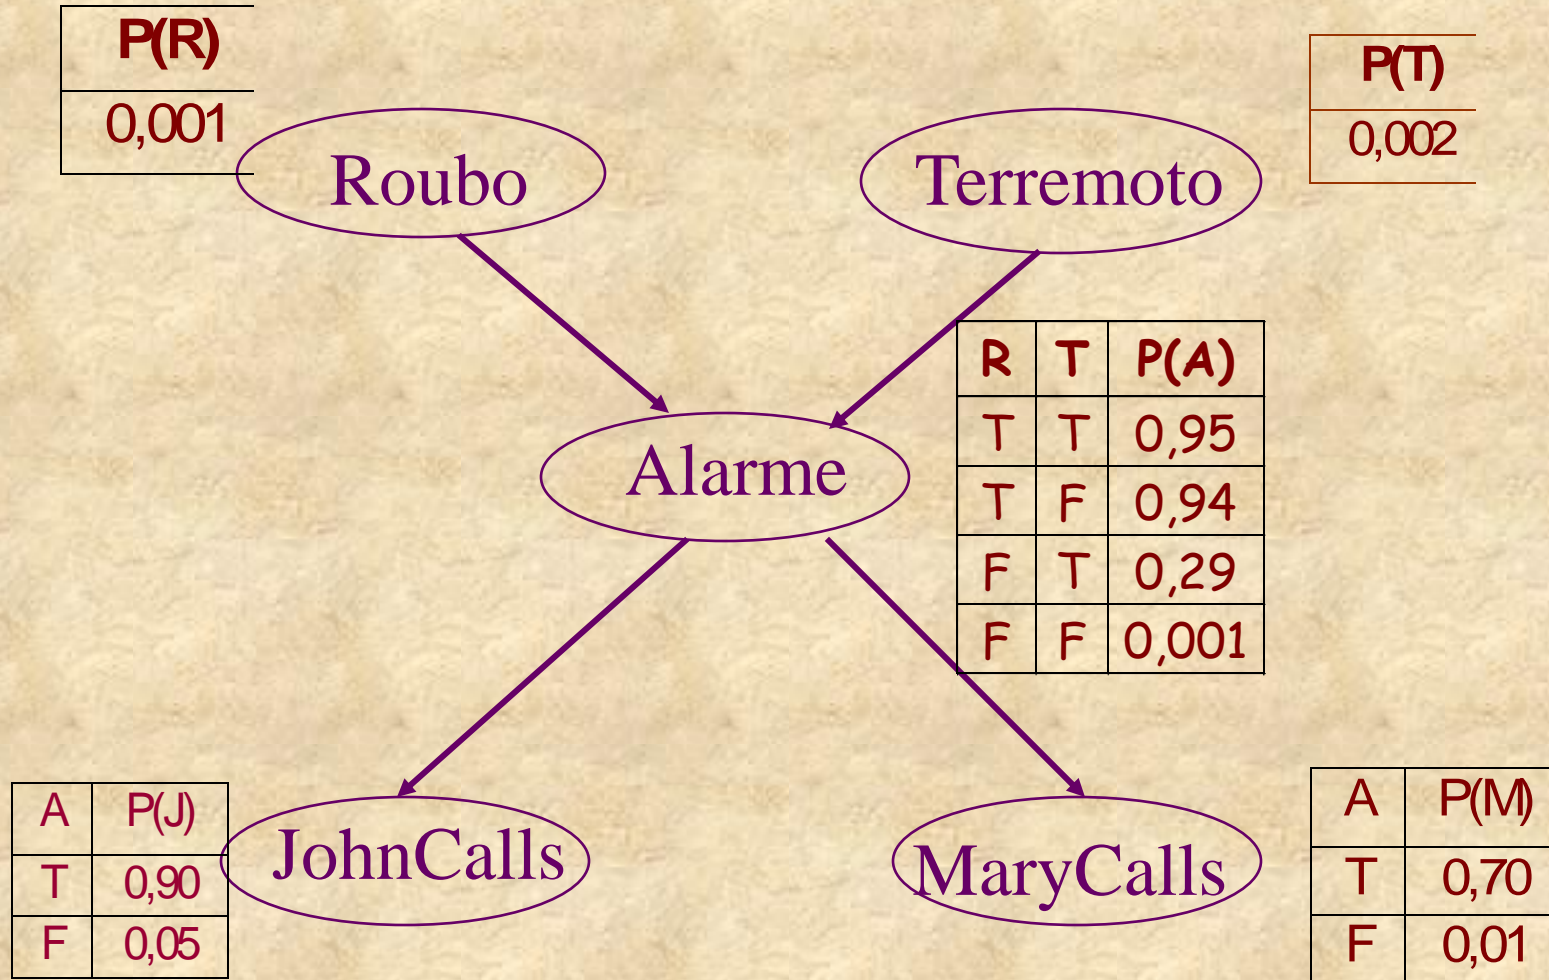 P(R)
0,001
P(T)
0,002
Roubo
Terremoto
R T P(A)
T T 0,95
T F 0,94
F T 0,29
F F 0,001
Alarme
A P(J)
T 0,90
F 0,05
JohnCalls
MaryCalls
A P(M)
T 0,70
F 0,01